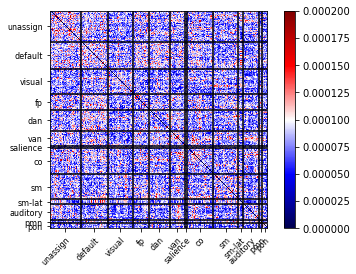 unassign
default
visual
fp
dan
van
salience
co
sm
sm-lat
auditory
pmn
pon
unassign
default
visual
fp
dan
van
salience
co
sm
sm-lat
auditory
0.000200
0.000175
0.000150
0.000125
0.000100
0.000075
0.000050
0.000025
0.000000